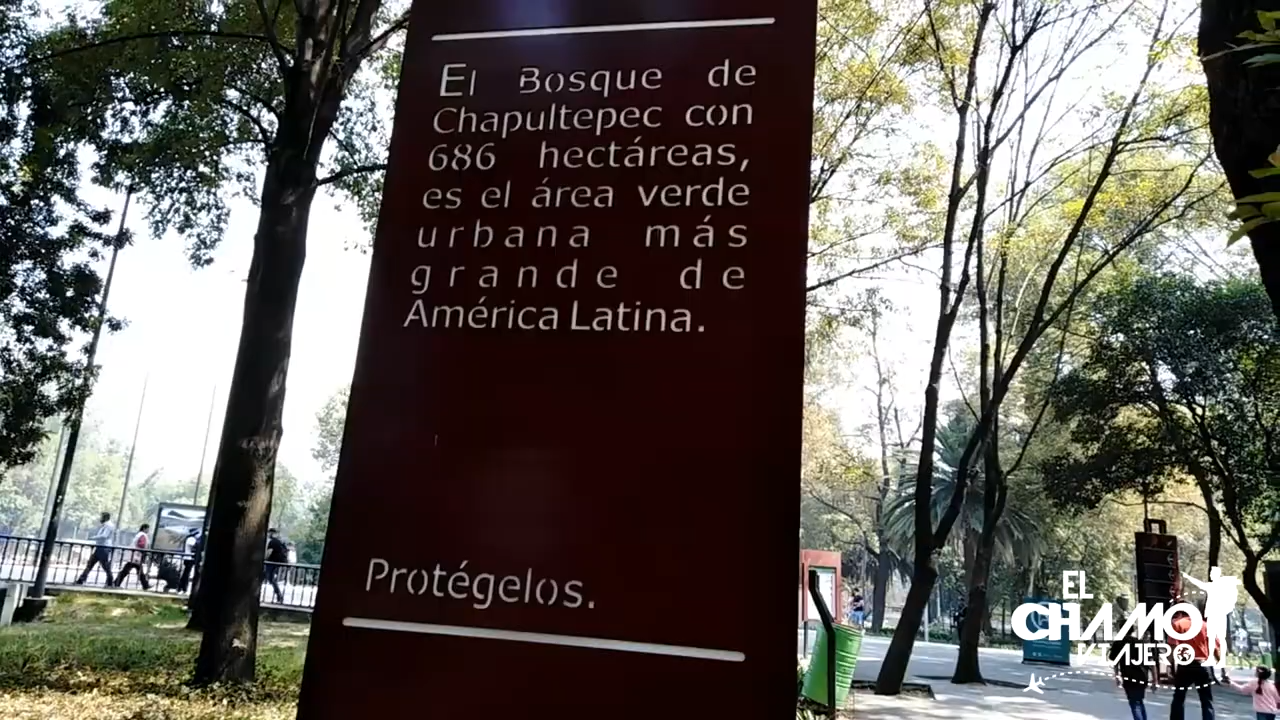 El Bosque de
Chapultepec con
686 hectáreas,
es el área verde
urbana más
grande de
América Latina.
Protégelos.
EL
CHAMO
VIAJERO